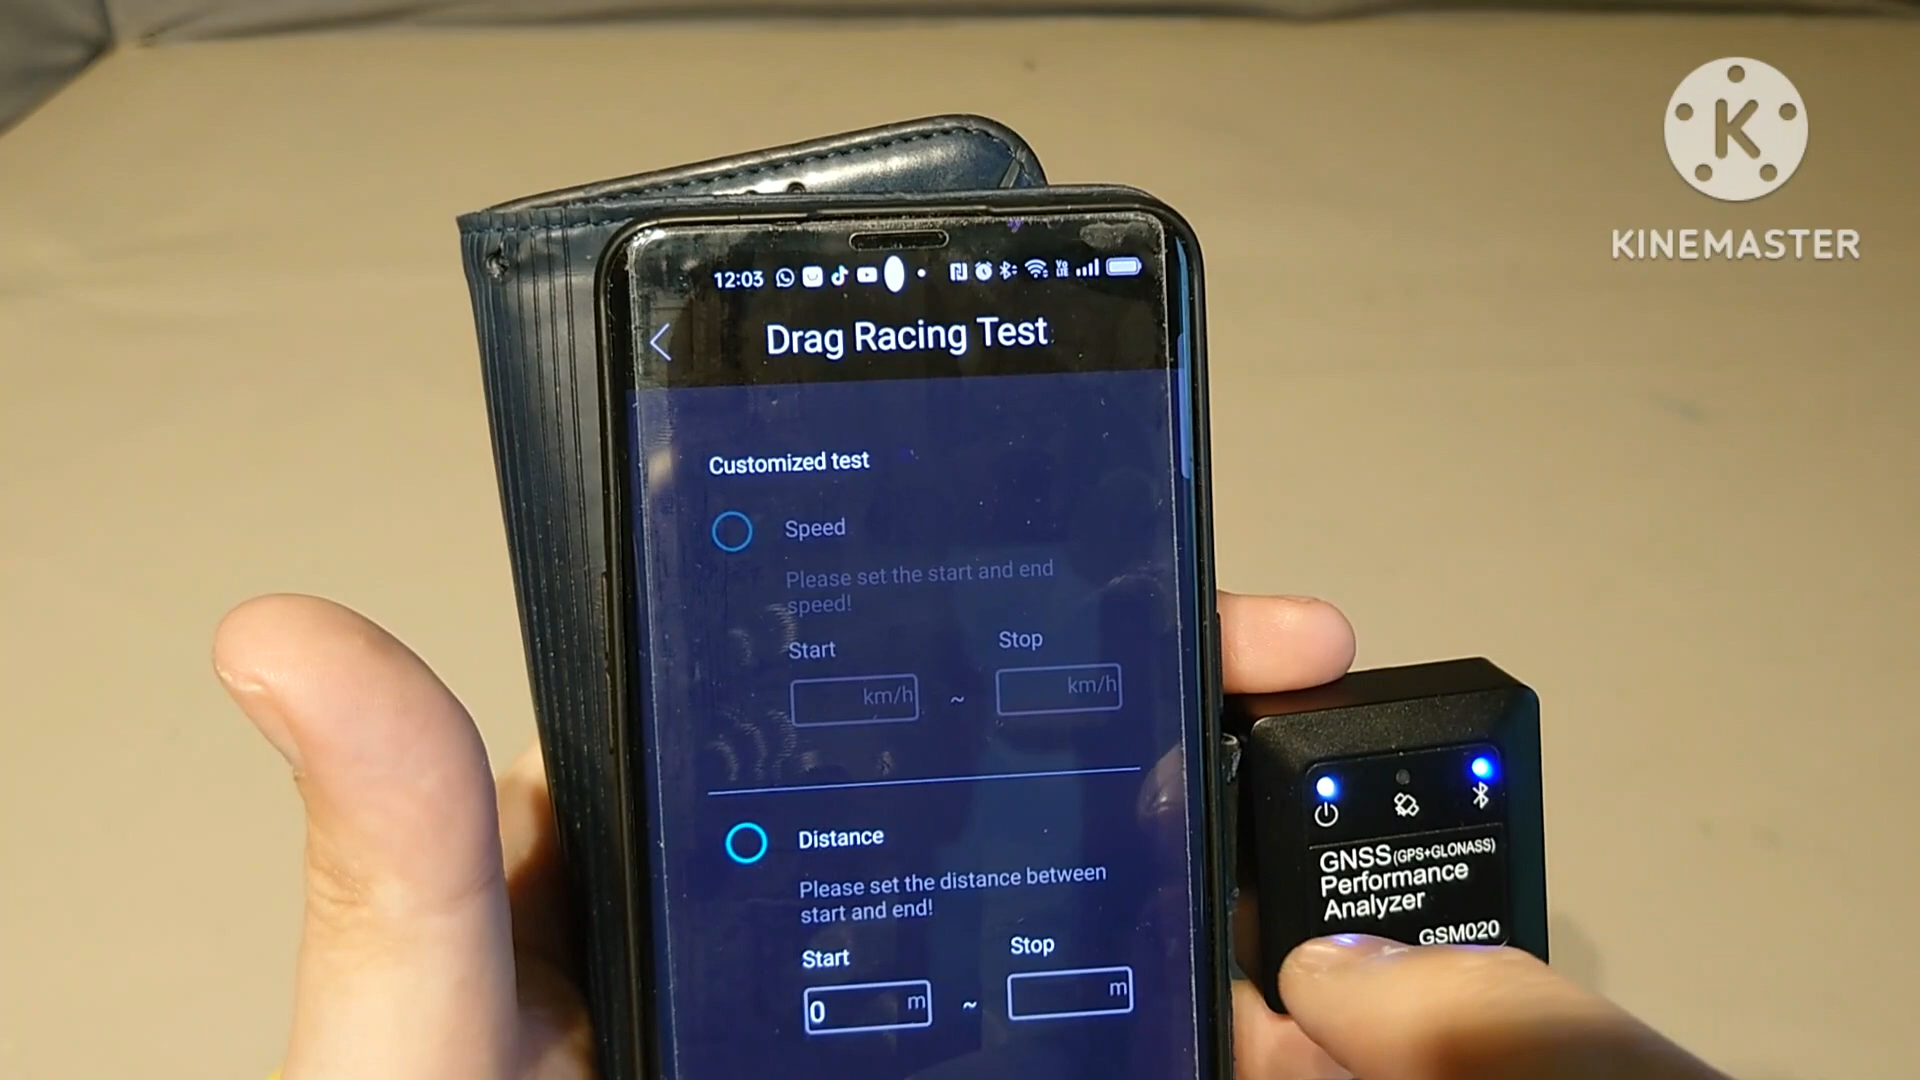 K
KINEMASTER
12:03
Drag Racing Test
Customized test
Speed
Please set the start and end
speed!
Start
Stop
km/h
~
km/h
Distance
Please set the distance between
start and end!
Start
Stop
0 m
~
m
GNSS(GPS+GLONASS)
Performance
Analyzer
GSM020